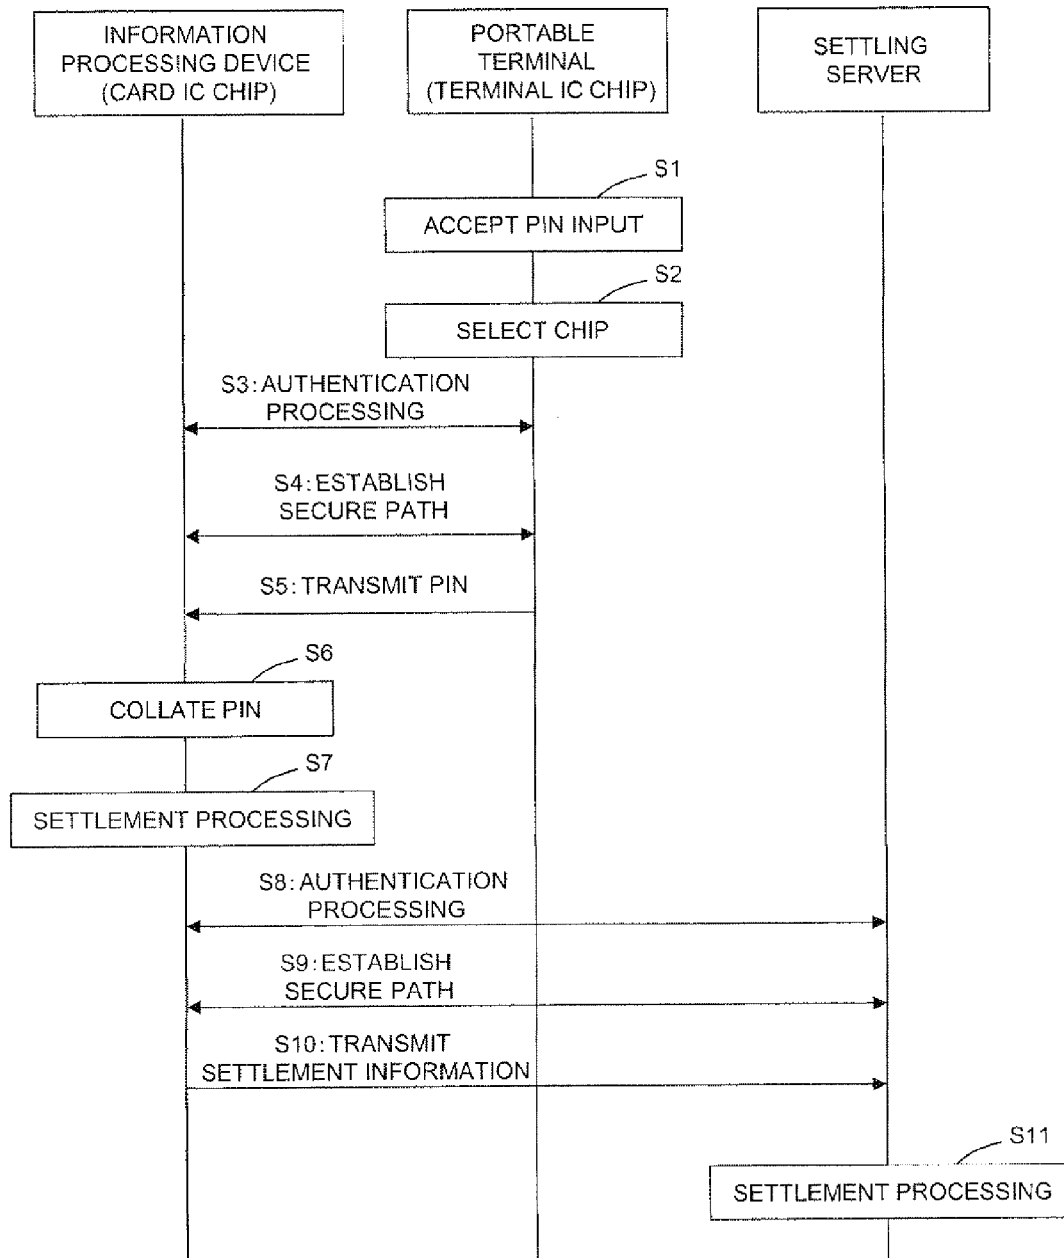 INFORMATION
PROCESSING DEVICE
(CARD IC CHIP)
PORTABLE
TERMINAL
(TERMINAL IC CHIP)
SETTLING
SERVER
S1
ACCEPT PIN INPUT
S2
SELECT CHIP
S3:AUTHENTICATION
PROCESSING
S4:ESTABLISH
SECURE PATH
S5:TRANSMIT PIN
S6
COLLATE PIN
S7
SETTLEMENT PROCESSING
S8:AUTHENTICATION
PROCESSING
S9:ESTABLISH
SECURE PATH
S10:TRANSMIT
SETTLEMENT INFORMATION
S11
SETTLEMENT PROCESSING